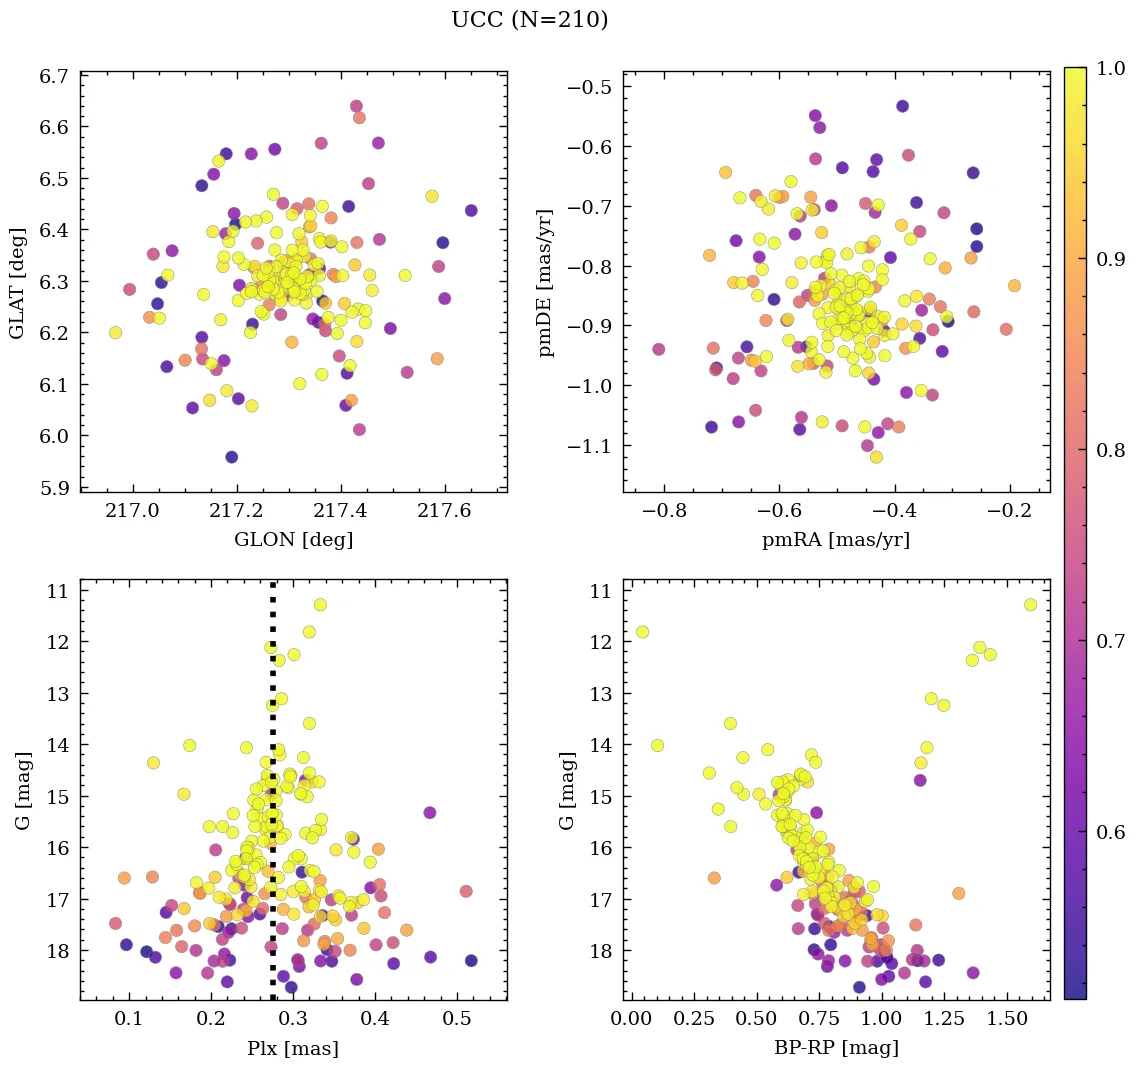 UCC (N=210)
6.7
6.6
6.5
6.4
6.3
6.2
6.1
6.0
5.9
GLAT [deg]
217.0 217.2 217.4 217.6
GLON [deg]
−0.5
−0.6
−0.7
−0.8
−0.9
−1.0
−1.1
pmDE [mas/yr]
−0.8 −0.6 −0.4 −0.2
pmRA [mas/yr]
1.0
0.9
0.8
0.7
0.6
11
12
13
14
15
16
17
18
G [mag]
0.1 0.2 0.3 0.4 0.5
Plx [mas]
11
12
13
14
15
16
17
18
G [mag]
0.00 0.25 0.50 0.75 1.00 1.25 1.50
BP-RP [mag]